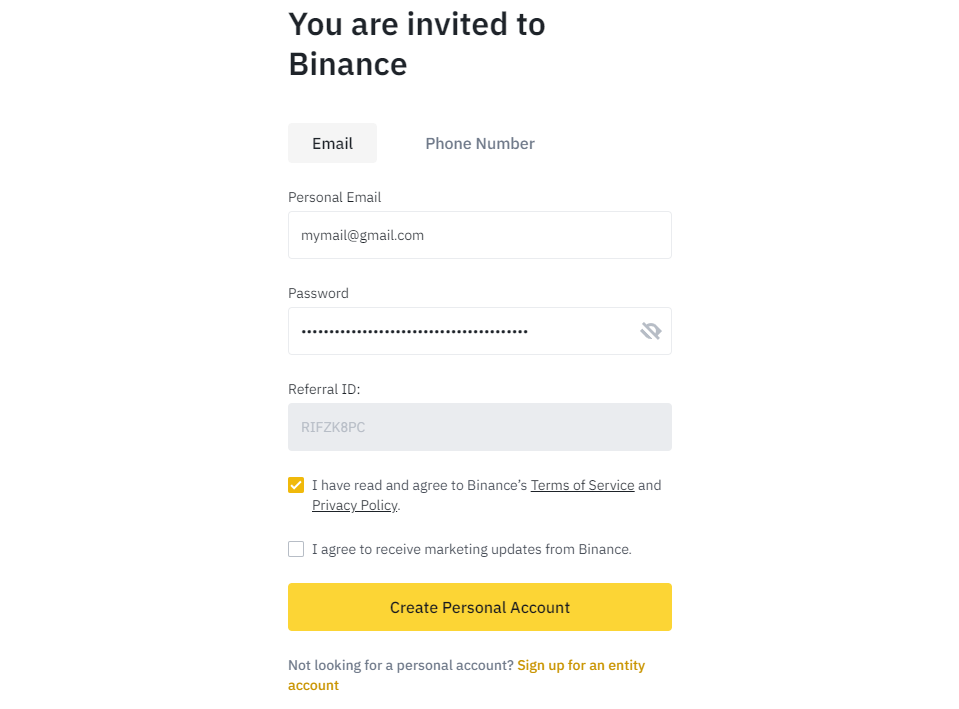 You are invited to
Binance
Email
Phone Number
Personal Email
mymail@gmail.com
Password
Referral ID:
RIFZK8PC
I have read and agree to Binance’s Terms of Service and
Privacy Policy.
I agree to receive marketing updates from Binance.
Create Personal Account
Not looking for a personal account? Sign up for an entity
account